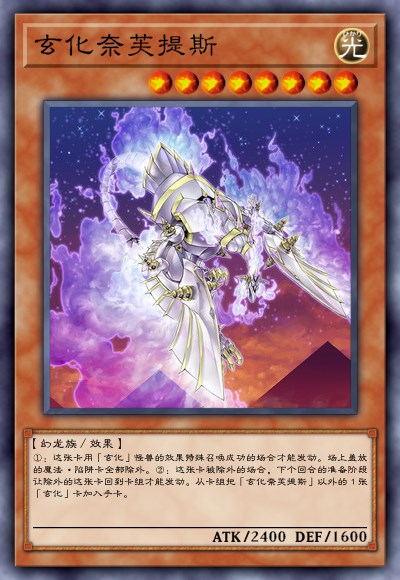 玄化奈芙提斯
光
【幻龙族/效果】
①：这张卡用「玄化」怪兽的效果特殊召唤成功的场合才能发动。场上盖放
的魔法·陷阱卡全部除外。②：这张卡被除外的场合，下个回合的准备阶段
让除外的这张卡回到卡组才能发动。从卡组把「玄化奈芙提斯」以外的1张
「玄化」卡加入手卡。
ATK/2400 DEF/1600